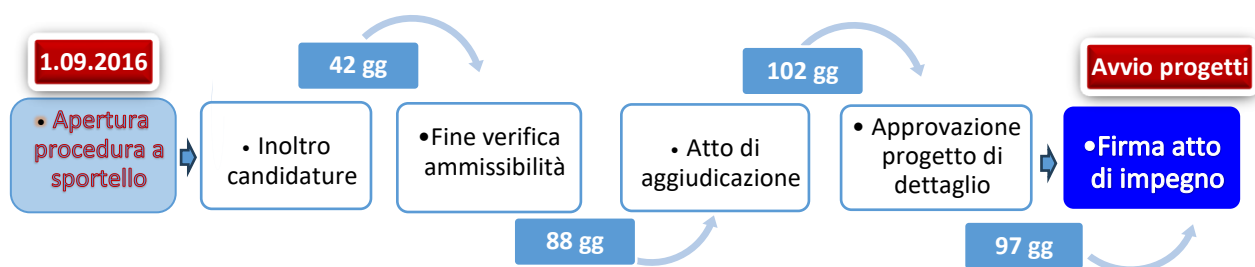 1.09.2016
42 gg
102 gg
Avvio progetti
• Apertura
procedura a
sportello
• Inoltro
candidature
•Fine verifica
ammissibilità
• Atto di
aggiudicazione
• Approvazione
progetto di
dettaglio
•Firma atto
di impegno
88 gg
97 gg